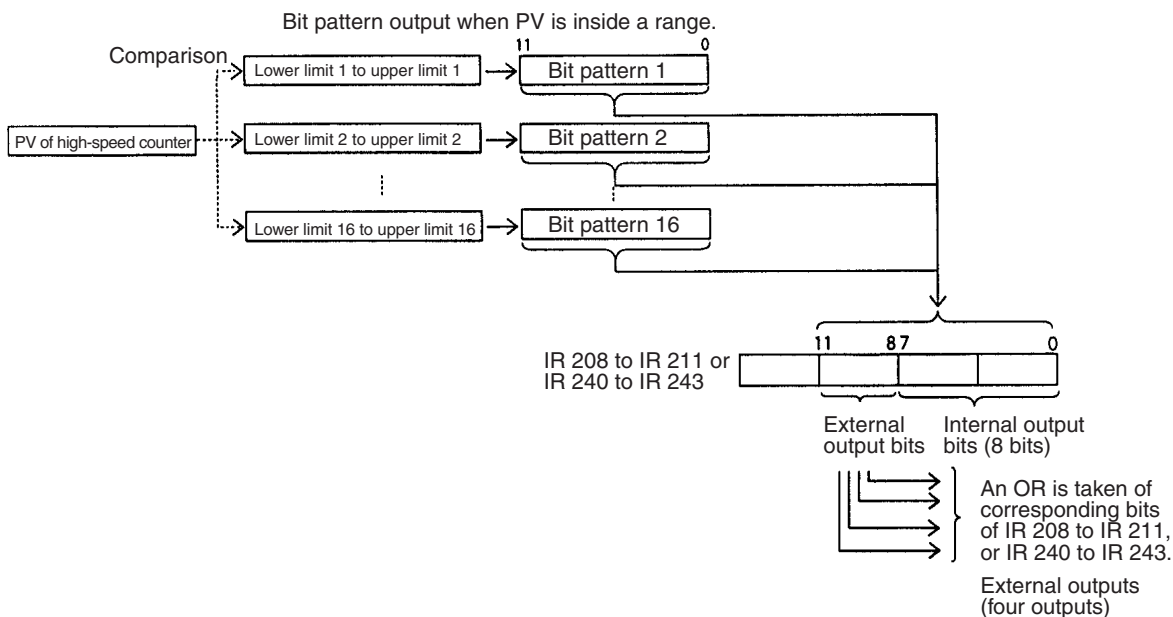 Bit pattern output when PV is inside a range.
11 0
Comparison
Lower limit 1 to upper limit 1
Bit pattern 1
PV of high-speed counter
Lower limit 2 to upper limit 2
Bit pattern 2
Lower limit 16 to upper limit 16
Bit pattern 16
11 8 7 0
IR 208 to IR 211 or
IR 240 to IR 243
External
output bits
Internal output
bits (8 bits)
An OR is taken of
corresponding bits
of IR 208 to IR 211,
or IR 240 to IR 243.
External outputs
(four outputs)